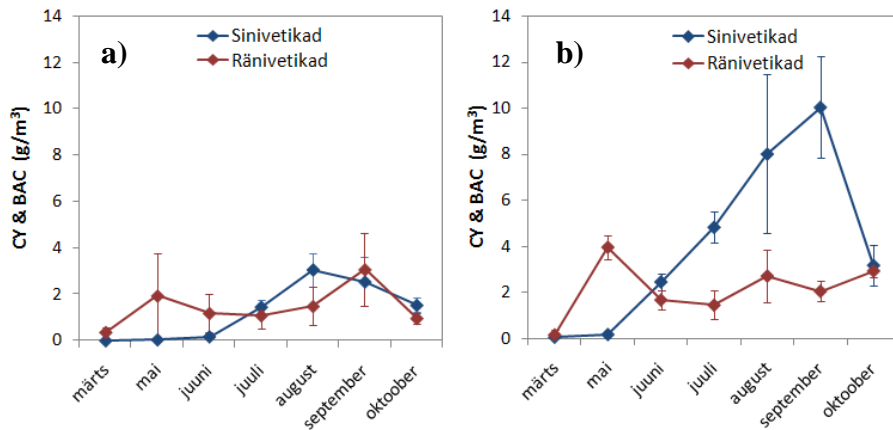 a)
Sinivetikad
Ränivetikad
CY & BAC (g/m³)
14
12
10
8
6
4
2
0
märts
mai
juuni
juuli
august
september
oktoober
b)
Sinivetikad
Ränivetikad
CY & BAC (g/m³)
14
12
10
8
6
4
2
0
märts
mai
juuni
juuli
august
september
oktoober